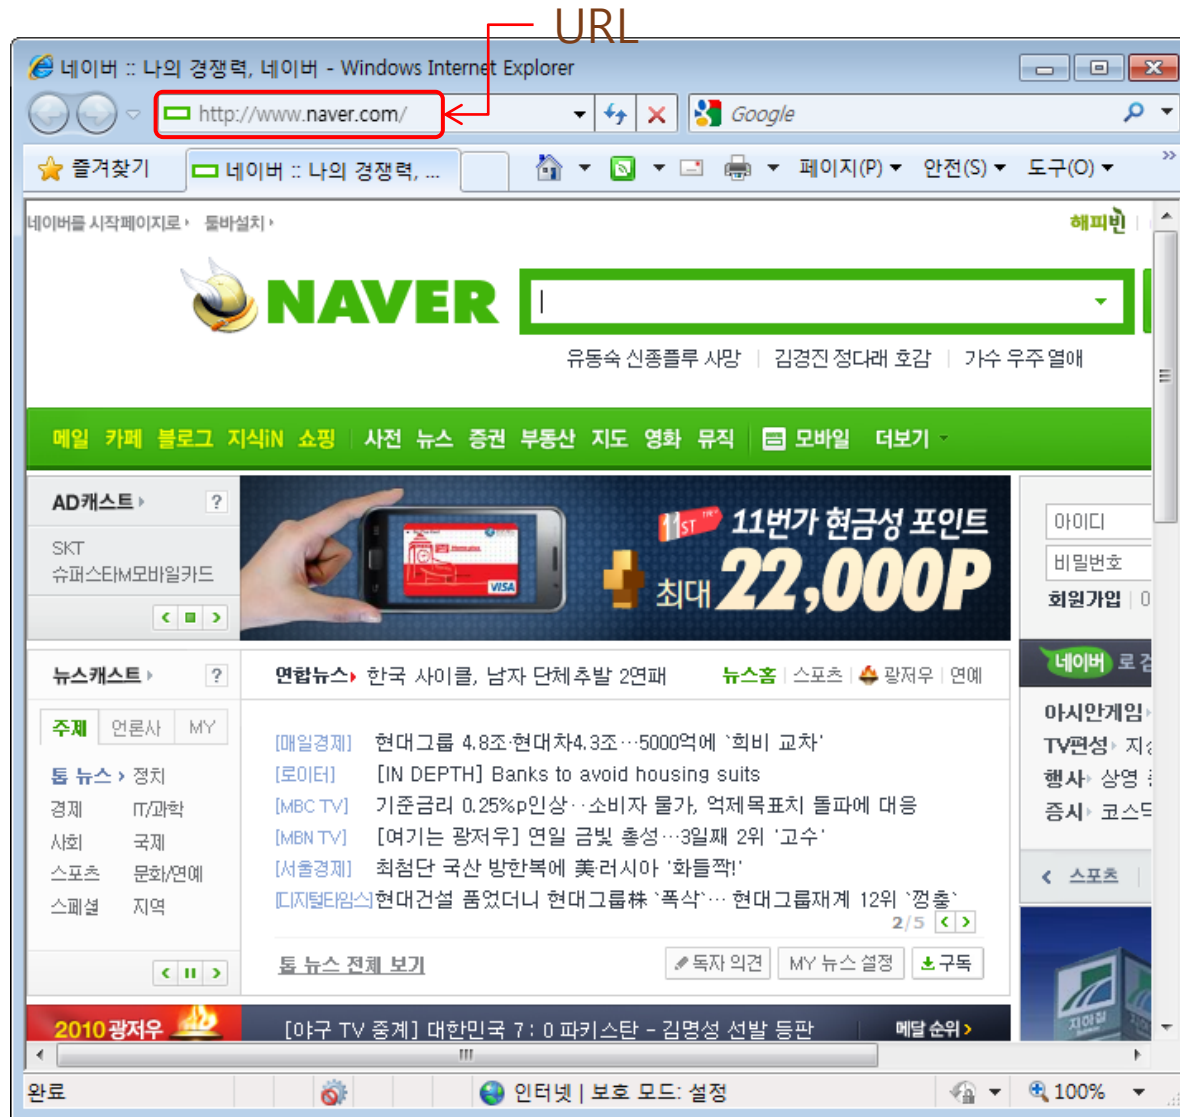 URL
네이버 :: 나의 경쟁력, 네이버 - Windows Internet Explorer
http://www.naver.com/
Google
즐겨찾기
네이버 :: 나의 경쟁력, ...
페이지(P)
안전(S)
도구(O)
네이버를 시작페이지로
툴바설치
해피빈
NAVER
유동숙 신종플루 사망 | 김경진 정다래 호감 | 가수 우주 열애
메일 카페 블로그 지식iN 쇼핑 사전 뉴스 증권 부동산 지도 영화 뮤직 모바일 더보기
AD캐스트 ?
SKT
슈퍼스타M모바일카드
11ST 11번가 현금성 포인트
최대 22,000P
VISA
아이디
비밀번호
회원가입
뉴스캐스트 ?
연합뉴스 한국 사이클, 남자 단체추발 2연패
뉴스홈 | 스포츠 | 광저우 | 연예
주제 언론사 MY
톱 뉴스 정치
경제 IT/과학
사회 국제
스포츠 문화/연예
스페셜 지역
[매일경제] 현대그룹 4.8조·현대차4.3조…5000억에 '희비 교차'
[로이터] [IN DEPTH] Banks to avoid housing suits
[MBC TV] 기준금리 0.25%p인상‥소비자 물가, 억제목표치 돌파에 대응
[MBN TV] [여기는 광저우] 연일 금빛 총성…3일째 2위 '고수'
[서울경제] 최첨단 국산 방한복에 美·러시아 '화들짝!'
[디지털타임스] 현대건설 품었더니 현대그룹株 `폭삭`… 현대그룹재계 12위 `껑충`
2/5
톱 뉴스 전체 보기
독자 의견
MY 뉴스 설정
구독
네이버 로
아시안게임
TV편성
행사 상영
증시
스포츠
2010 광저우
[야구 TV 중계] 대한민국 7 : 0 파키스탄 - 김명성 선발 등판
메달 순위
완료
인터넷 | 보호 모드: 설정
100%